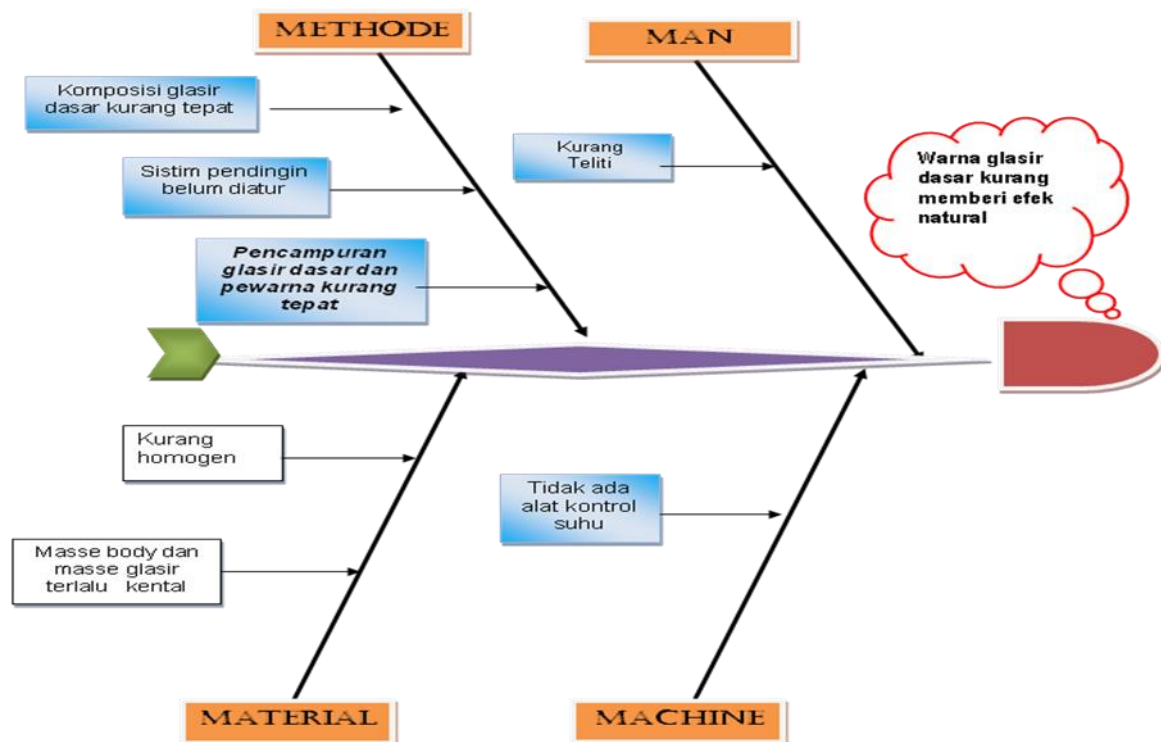 METHODE
MAN
Komposisi glasir
dasar kurang tepat
Sistim pendingin
belum diatur
Pencampuran
glasir dasar dan
pewarna kurang
tepat
Kurang
Teliti
Warna glasir
dasar kurang
memberi efek
natural
Kurang
homogen
Masse body dan
masse glasir
terlalu kental
Tidak ada
alat kontrol
suhu
MATERIAL
MACHINE